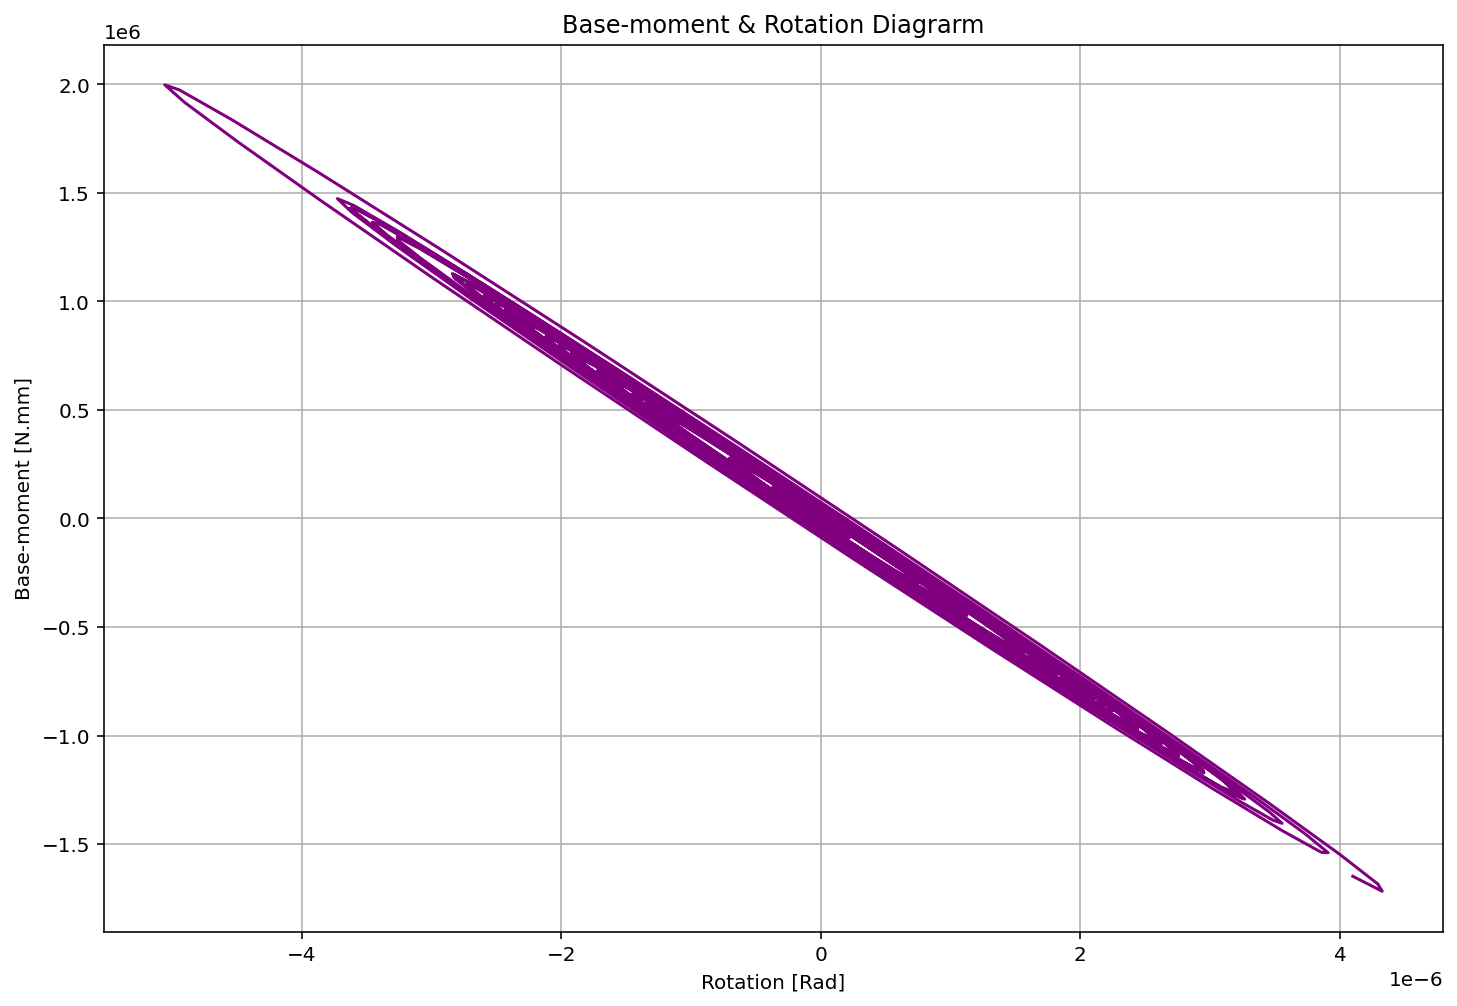 Base-moment & Rotation Diagrarm
1e6
2.0
1.5
1.0
0.5
0.0
−0.5
−1.0
−1.5
Base-moment [N.mm]
−4
−2
0
2
4
1e−6
Rotation [Rad]